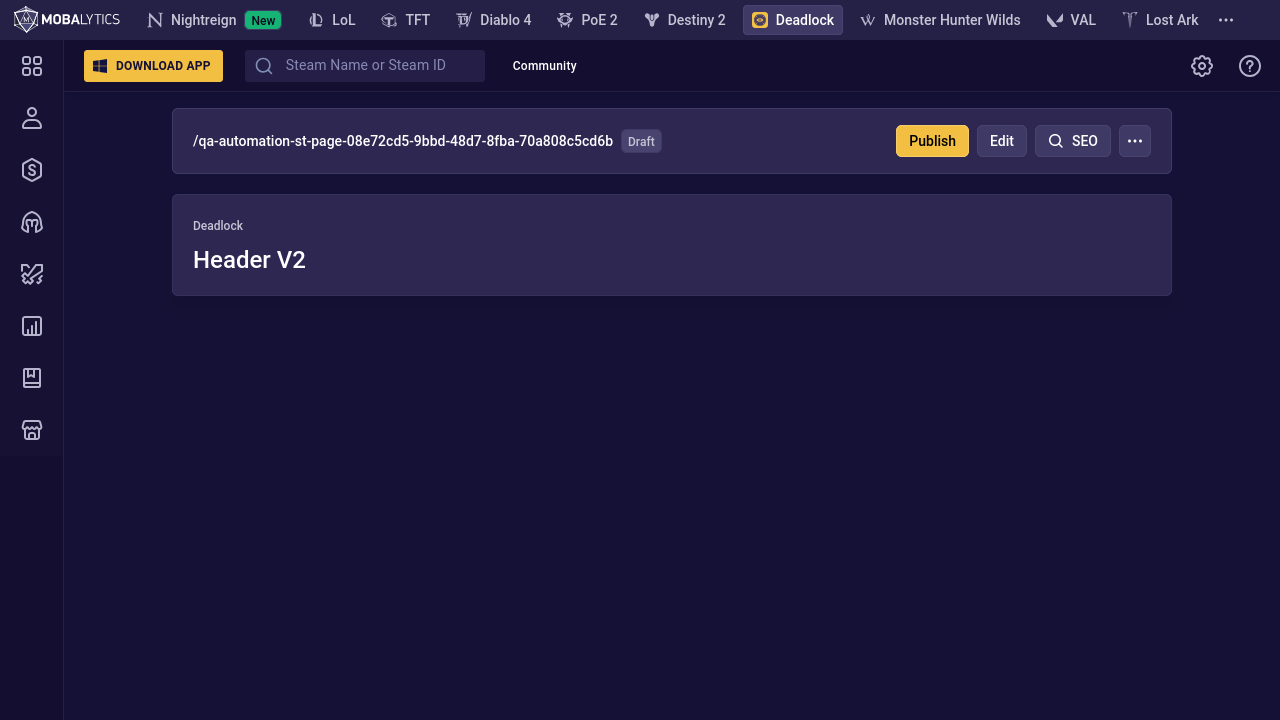 MOBALYTICS Nightreign New LoL TFT Diablo 4 PoE 2 Destiny 2 Deadlock Monster Hunter Wilds VAL Lost Ark
DOWNLOAD APP Steam Name or Steam ID Community
/qa-automation-st-page-08e72cd5-9bbd-48d7-8fba-70a808c5cd6b Draft Publish Edit SEO
Deadlock
Header V2